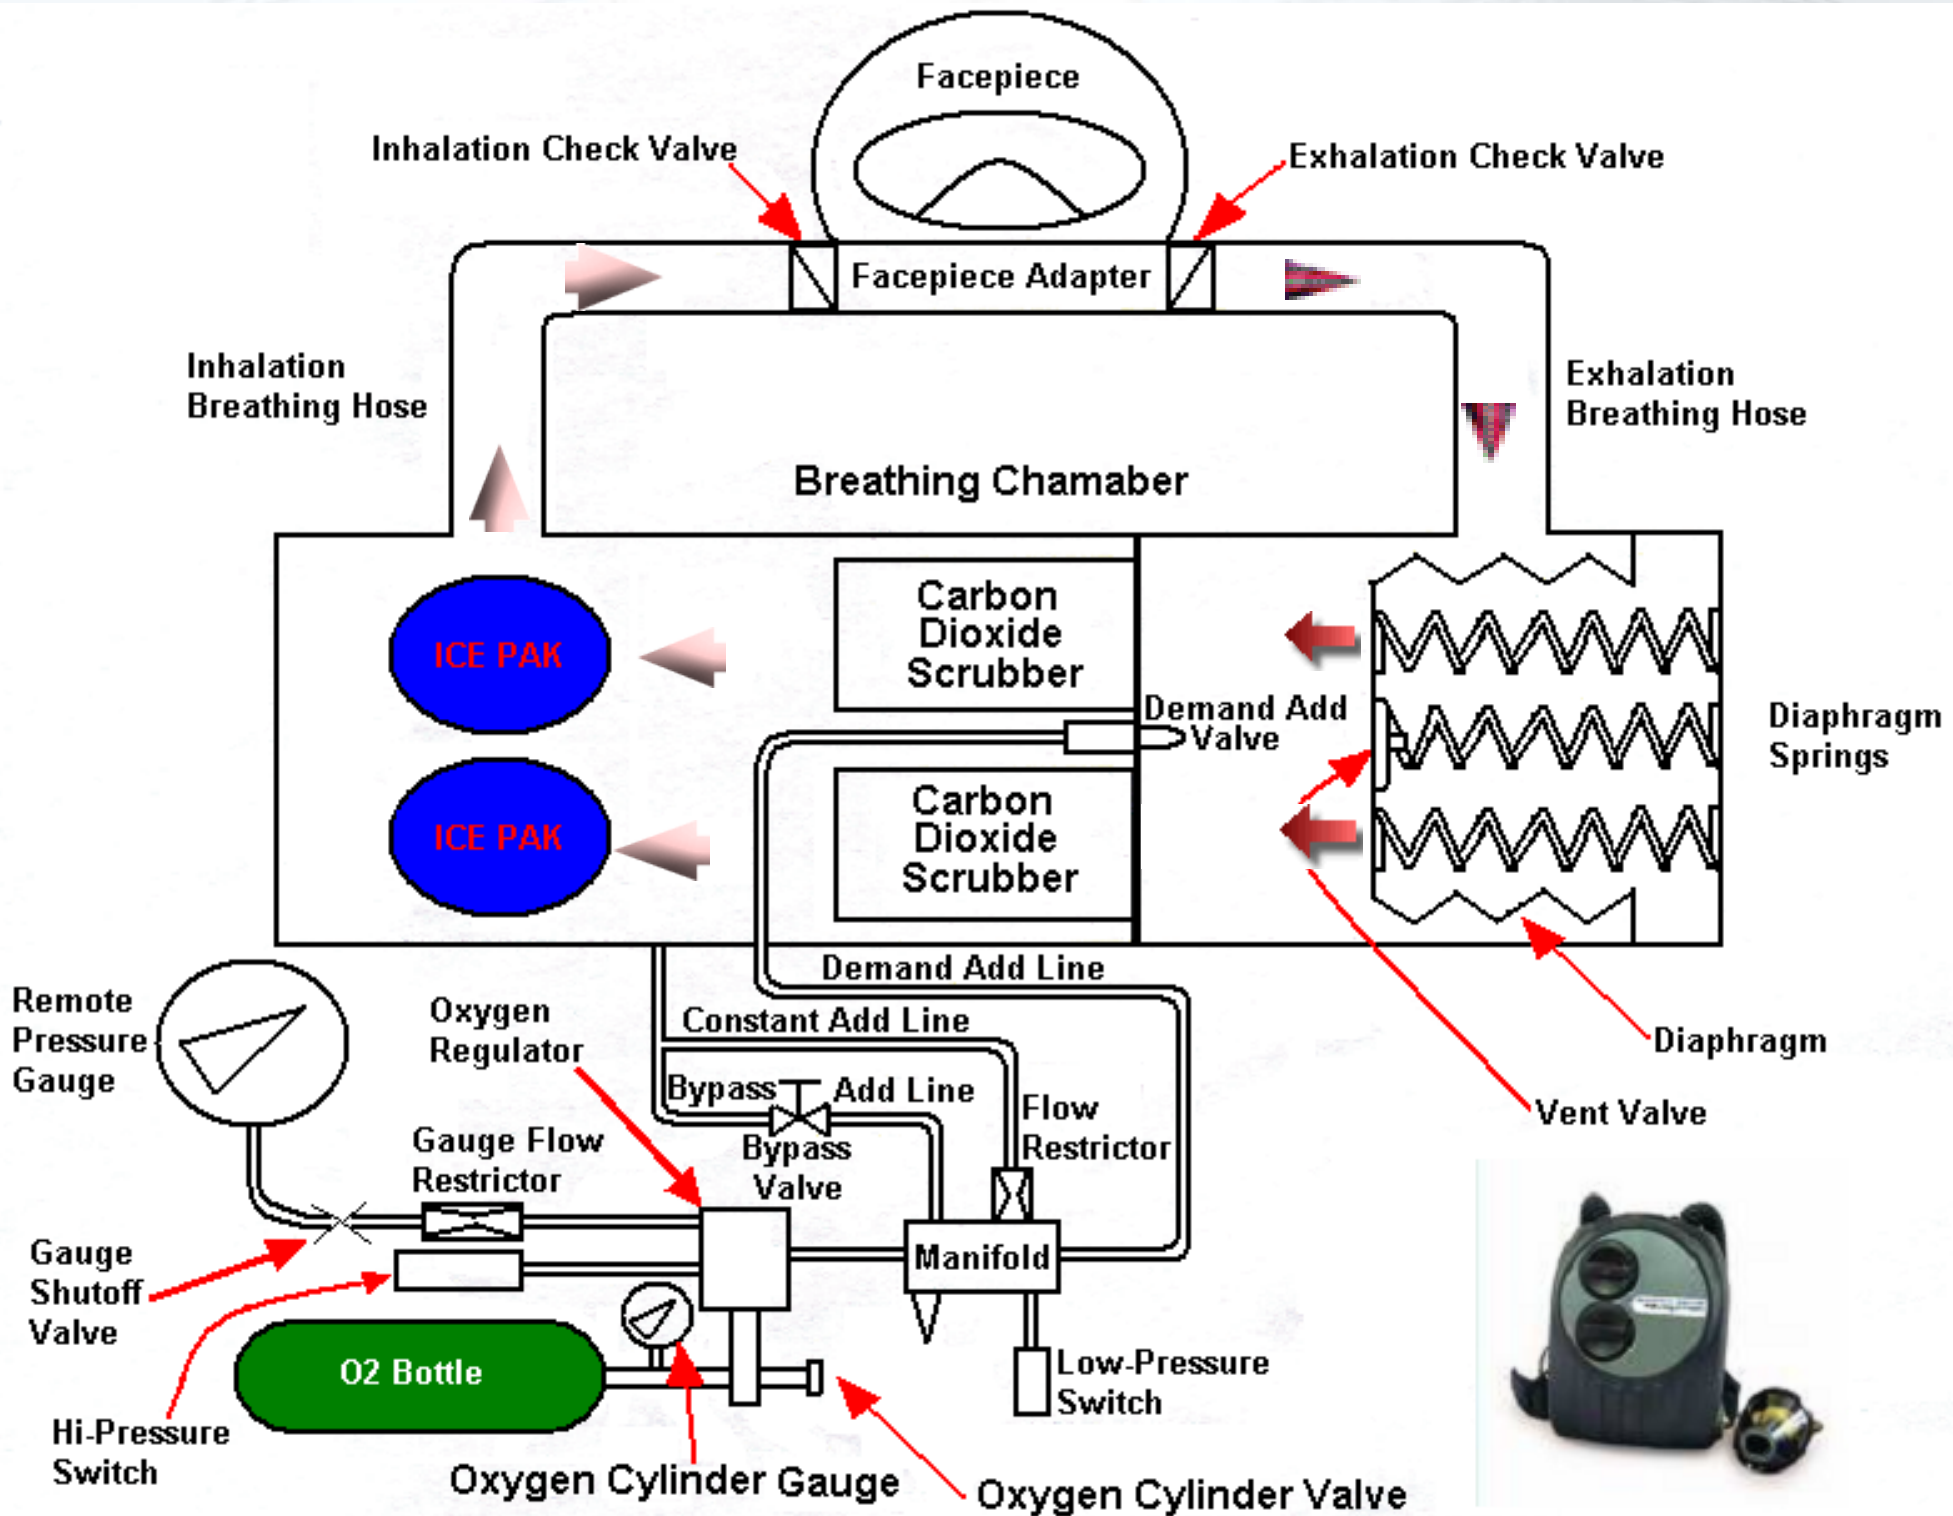 Facepiece
Inhalation Check Valve
Exhalation Check Valve
Facepiece Adapter
Inhalation
Breathing Hose
Exhalation
Breathing Hose
Breathing Chamaber
Carbon
Dioxide
Scrubber
ICE PAK
Demand Add
Valve
Diaphragm
Springs
Carbon
Dioxide
Scrubber
ICE PAK
Demand Add Line
Remote
Pressure
Gauge
Oxygen
Regulator
Constant Add Line
Diaphragm
Bypass Add Line
Flow
Restrictor
Vent Valve
Gauge Flow
Restrictor
Bypass
Valve
Manifold
Gauge
Shutoff
Valve
O2 Bottle
Low-Pressure
Switch
Hi-Pressure
Switch
Oxygen Cylinder Gauge
Oxygen Cylinder Valve